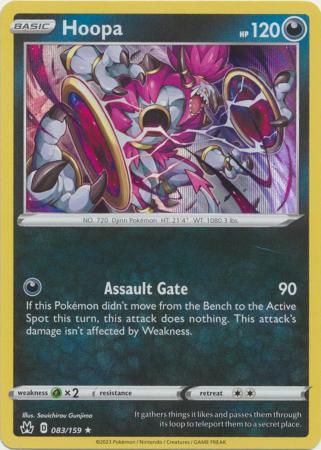 BASIC Hoopa HP 120
NO. 720 Djinn Pokémon HT: 21'4" WT: 1080.3 lbs.
Assault Gate 90
If this Pokémon didn't move from the Bench to the Active
Spot this turn, this attack does nothing. This attack's
damage isn't affected by Weakness.
weakness ×2 resistance retreat
Illus. Souichirou Gunjima
083/159 ★
It gathers things it likes and passes them through
its loop to teleport them to a secret place.
©2023 Pokémon / Nintendo / Creatures / GAME FREAK